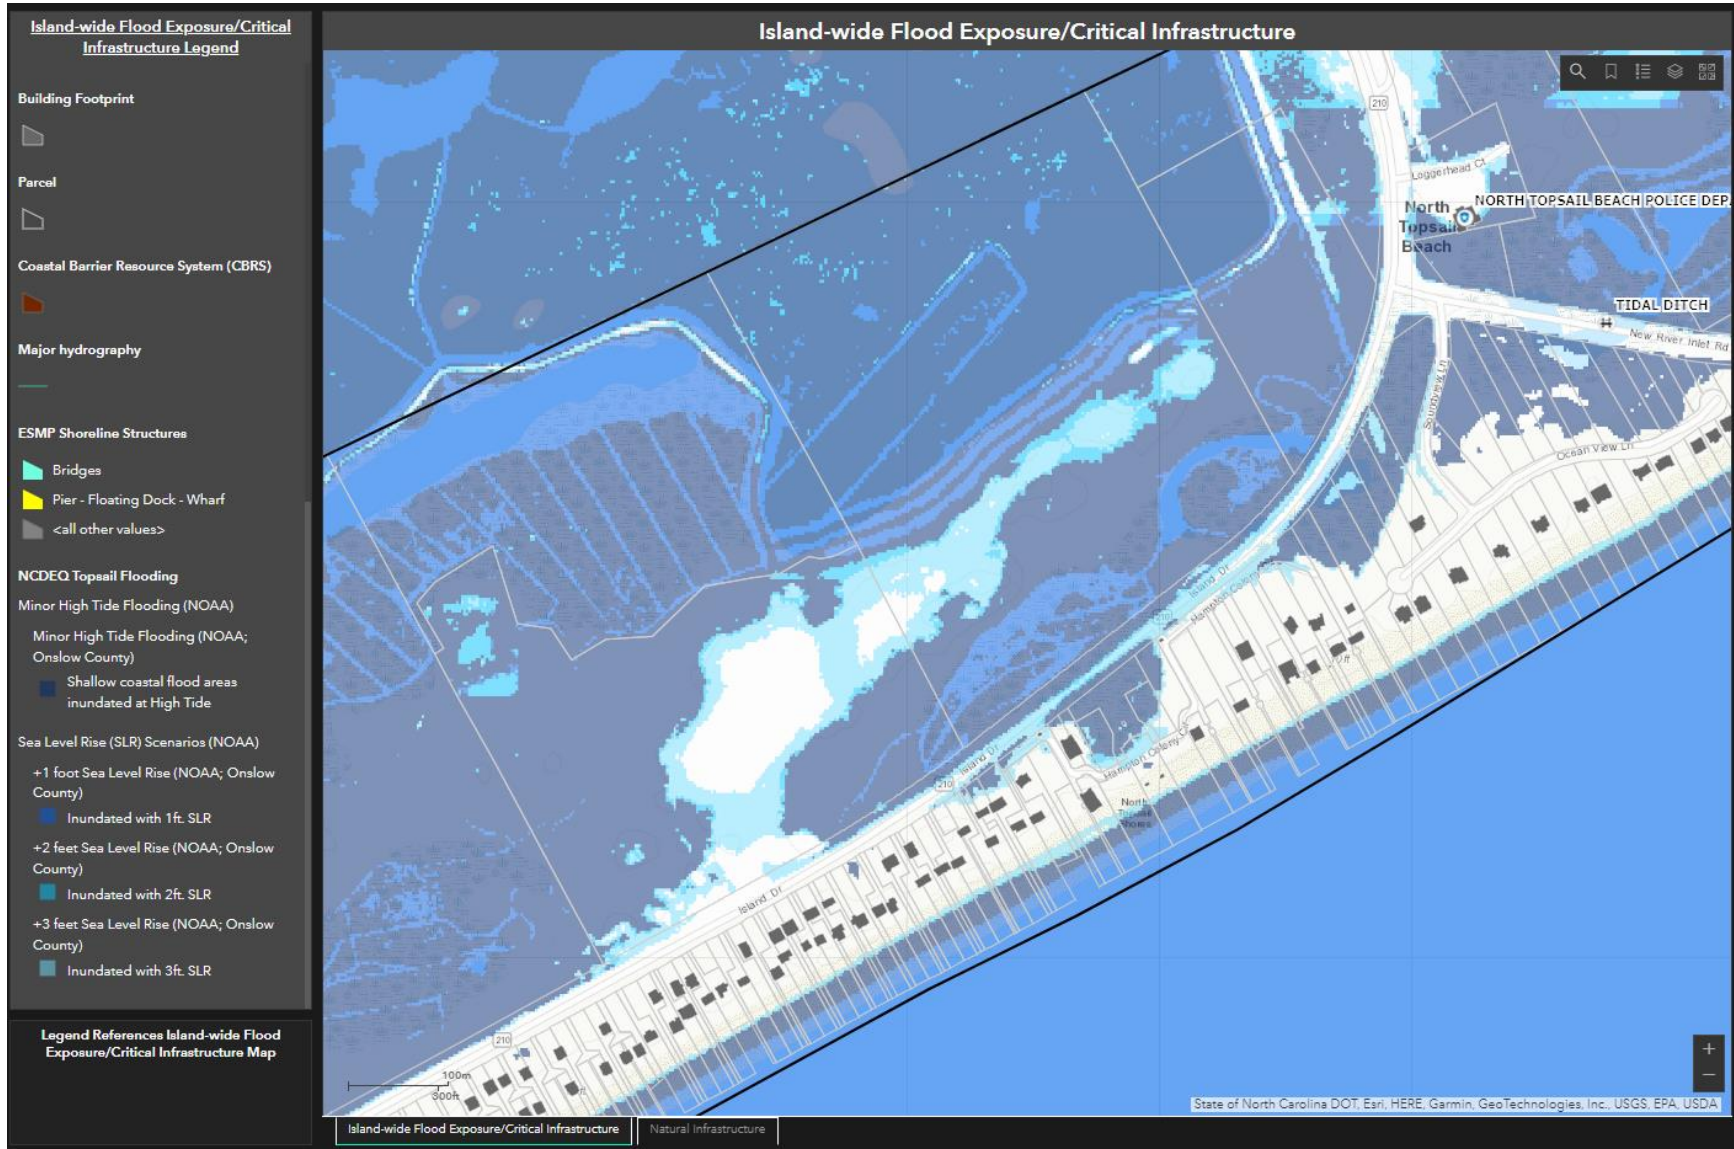 Island-wide Flood Exposure/Critical
Infrastructure Legend
Building Footprint
Parcel
Coastal Barrier Resource System (CBRS)
Major hydrography
ESMP Shoreline Structures
Bridges
Pier - Floating Dock - Wharf
<all other values>
NCDEQ Topsail Flooding
Minor High Tide Flooding (NOAA)
Minor High Tide Flooding (NOAA;
Onslow County)
Shallow coastal flood areas
inundated at High Tide
Sea Level Rise (SLR) Scenarios (NOAA)
+1 foot Sea Level Rise (NOAA; Onslow
County)
Inundated with 1ft. SLR
+2 feet Sea Level Rise (NOAA; Onslow
County)
Inundated with 2ft. SLR
+3 feet Sea Level Rise (NOAA; Onslow
County)
Inundated with 3ft. SLR
Legend References Island-wide Flood
Exposure/Critical Infrastructure Map
Island-wide Flood Exposure/Critical Infrastructure
210
Loggerhead Ct
North
Topsail
Beach
NORTH TOPSAIL BEACH POLICE DEP
TIDAL DITCH
New River Inlet Rd
Soundview Ln
Ocean View Ln
Island Dr
Hampton Colony
Island Dr
210
Hampton Colony Cir
North
Topsail
Shores
Island Dr
210
100m
300ft
+
−
State of North Carolina DOT, Esri, HERE, Garmin, GeoTechnologies, Inc., USGS, EPA, USDA
Island-wide Flood Exposure/Critical Infrastructure
Natural Infrastructure